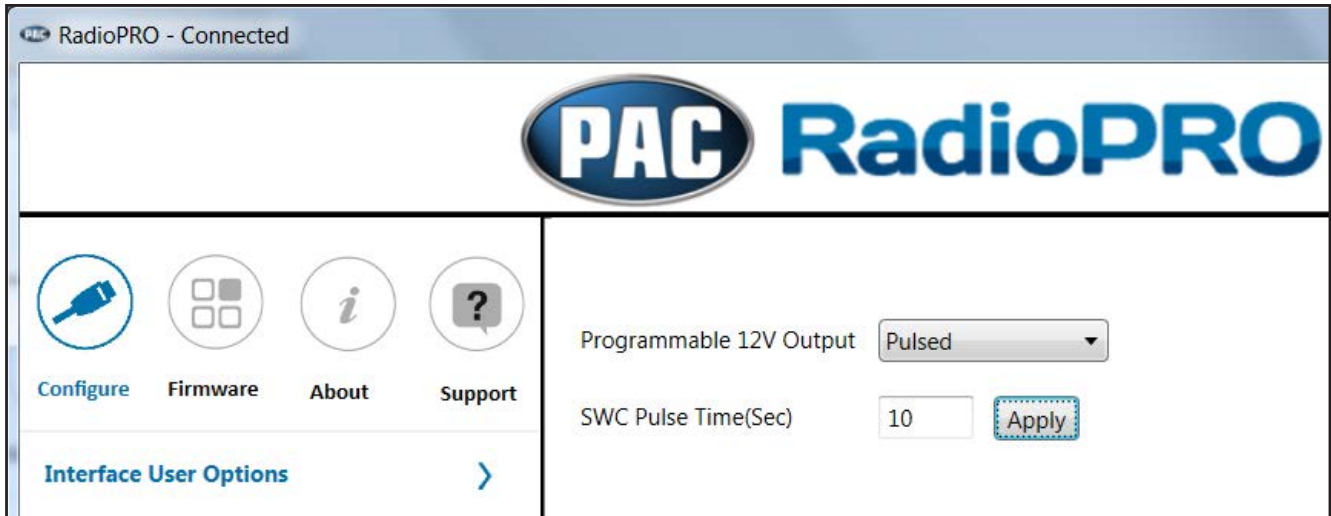 PAC RadioPRO - Connected
PAC RadioPRO
Configure Firmware About Support
Programmable 12V Output Pulsed
SWC Pulse Time(Sec) 10 Apply
Interface User Options